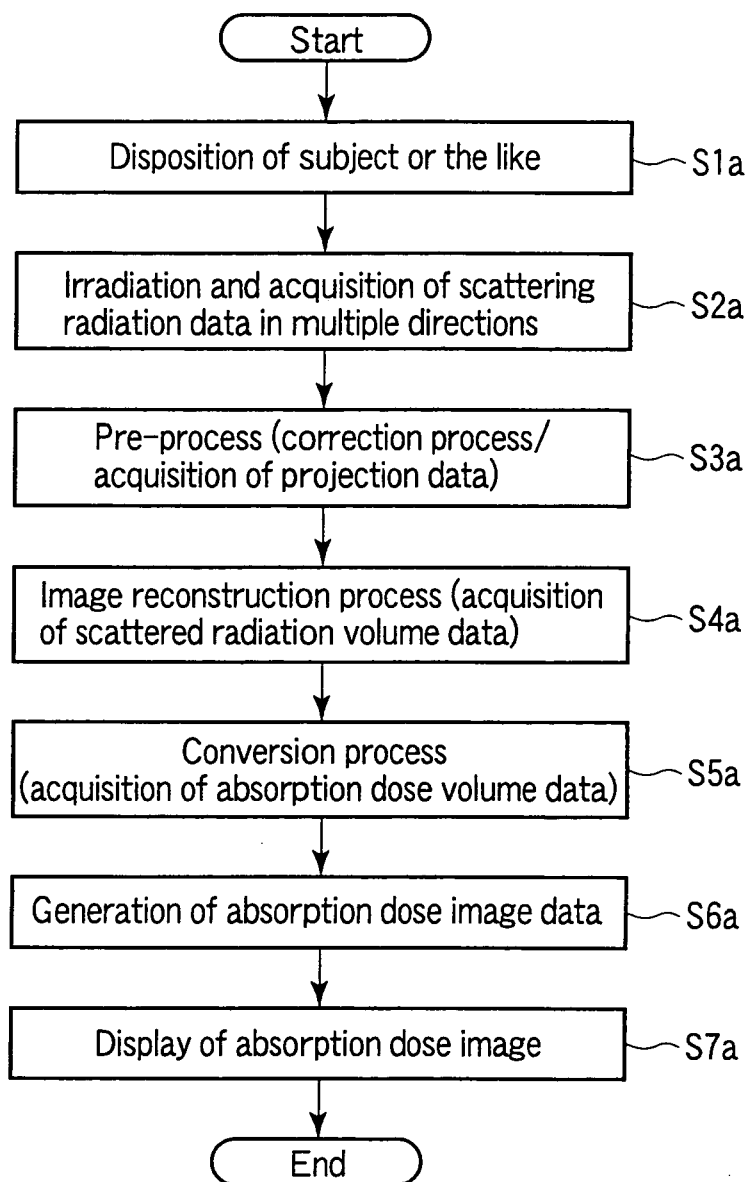 Start
Disposition of subject or the like
S1a
Irradiation and acquisition of scattering
radiation data in multiple directions
S2a
Pre-process (correction process/
acquisition of projection data)
S3a
Image reconstruction process (acquisition
of scattered radiation volume data)
S4a
Conversion process
(acquisition of absorption dose volume data)
S5a
Generation of absorption dose image data
S6a
Display of absorption dose image
S7a
End